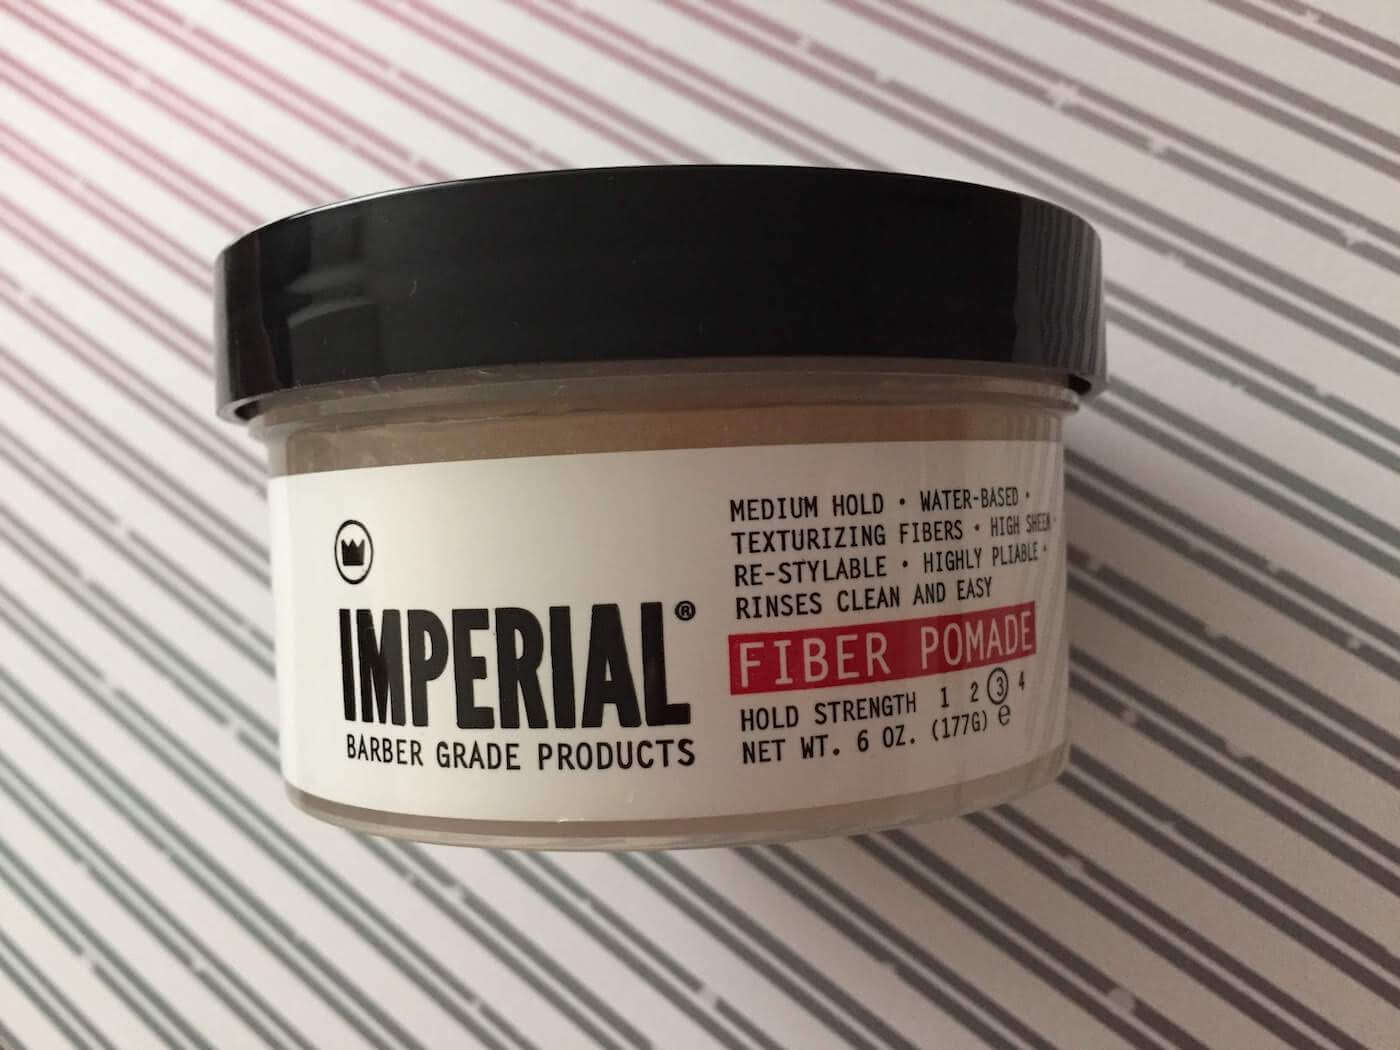 IMPERIAL®
BARBER GRADE PRODUCTS
MEDIUM HOLD • WATER-BASED •
TEXTURIZING FIBERS • HIGH SHEEN •
RE-STYLABLE • HIGHLY PLIABLE •
RINSES CLEAN AND EASY
FIBER POMADE
HOLD STRENGTH 1 2 3 4
NET WT. 6 OZ. (177G) e